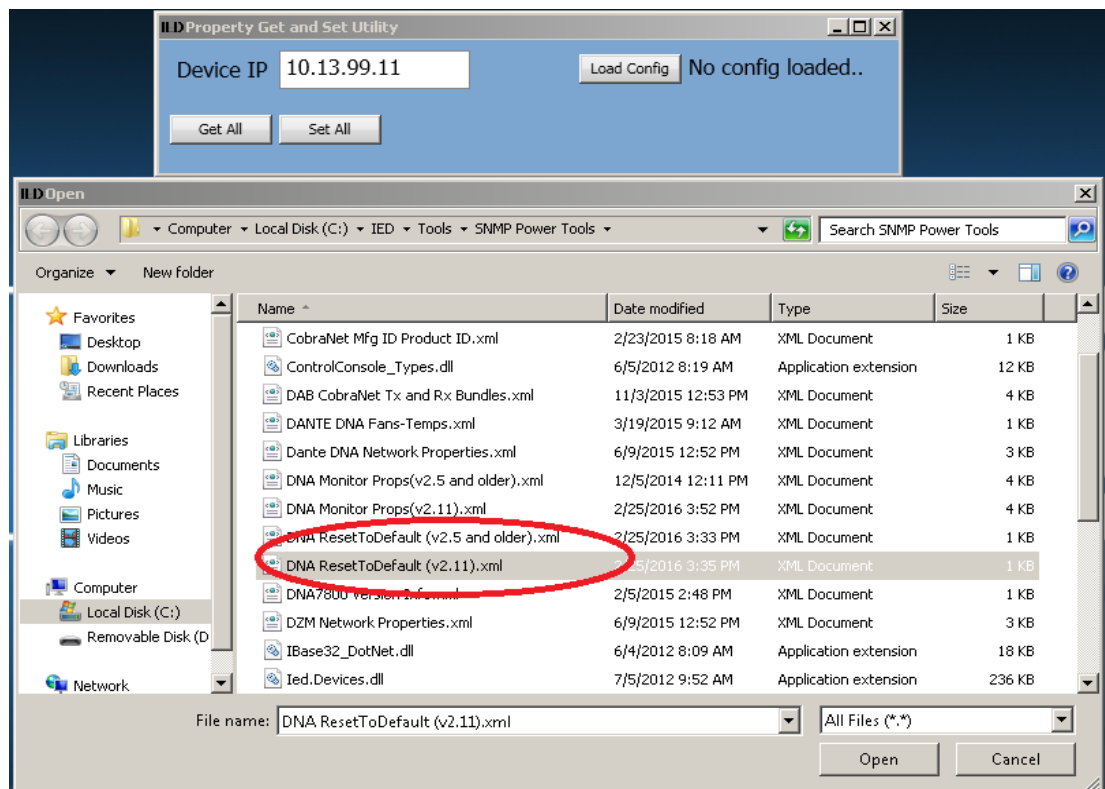 ILD Property Get and Set Utility
Device IP 10.13.99.11 Load Config No config loaded..
Get All Set All
ILD Open
Computer Local Disk (C:) IED Tools SNMP Power Tools Search SNMP Power Tools
Organize New folder
Favorites
Desktop
Downloads
Recent Places
Libraries
Documents
Music
Pictures
Videos
Computer
Local Disk (C:)
Removable Disk (D
Network
Name Date modified Type Size
CobraNet Mfg ID Product ID.xml 2/23/2015 8:18 AM XML Document 1 KB
ControlConsole_Types.dll 6/5/2012 8:19 AM Application extension 12 KB
DAB CobraNet Tx and Rx Bundles.xml 11/3/2015 12:53 PM XML Document 4 KB
DANTE DNA Fans-Temps.xml 3/19/2015 9:12 AM XML Document 1 KB
Dante DNA Network Properties.xml 6/9/2015 12:52 PM XML Document 3 KB
DNA Monitor Props(v2.5 and older).xml 12/5/2014 12:11 PM XML Document 4 KB
DNA Monitor Props(v2.11).xml 2/25/2016 3:52 PM XML Document 4 KB
DNA ResetToDefault (v2.5 and older).xml 2/25/2016 3:33 PM XML Document 1 KB
DNA ResetToDefault (v2.11).xml 2/25/2016 3:35 PM XML Document 1 KB
DNA7800 Version Info.xml 2/5/2015 2:48 PM XML Document 1 KB
DZM Network Properties.xml 6/9/2015 12:52 PM XML Document 3 KB
IBase32_DotNet.dll 6/4/2012 8:09 AM Application extension 18 KB
Ied.Devices.dll 7/5/2012 9:52 AM Application extension 236 KB
File name: DNA ResetToDefault (v2.11).xml All Files (*.*)
Open Cancel